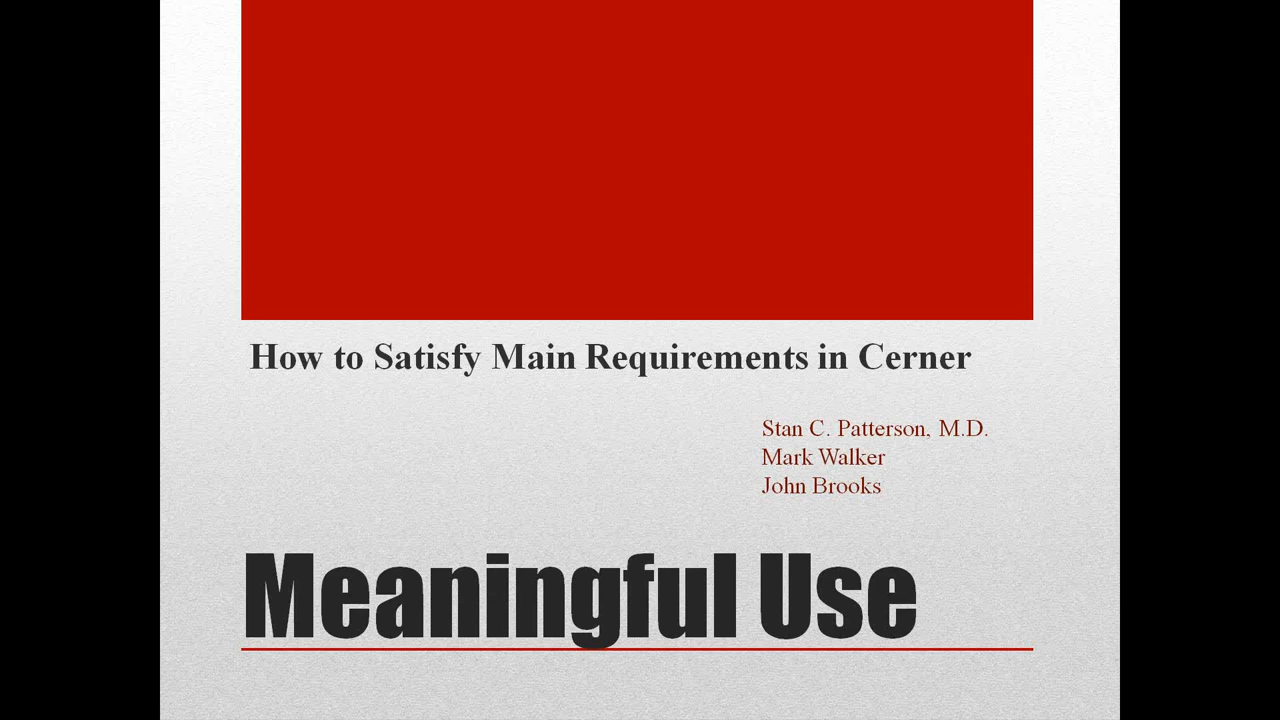 How to Satisfy Main Requirements in Cerner
Stan C. Patterson, M.D.
Mark Walker
John Brooks
Meaningful Use